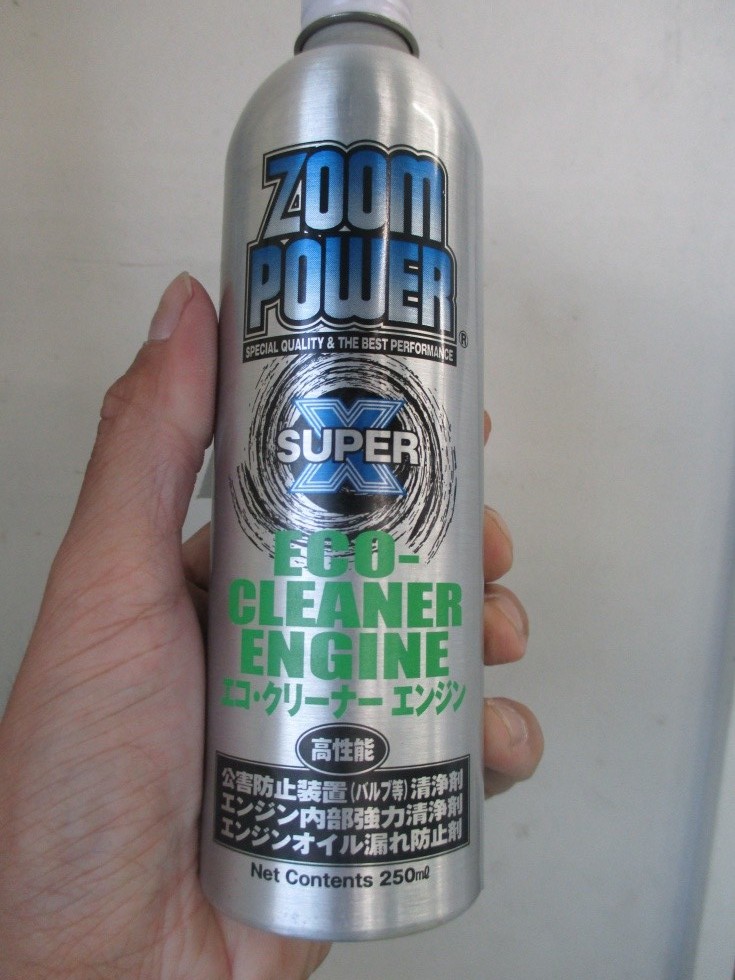 ZOOM
POWER
®
SPECIAL QUALITY & THE BEST PERFORMANCE
X
SUPER
ECO-
CLEANER
ENGINE
エコ・クリーナー エンジン
高性能
公害防止装置(バルブ等)清浄剤
エンジン内部強力清浄剤
エンジンオイル漏れ防止剤
Net Contents 250㎖